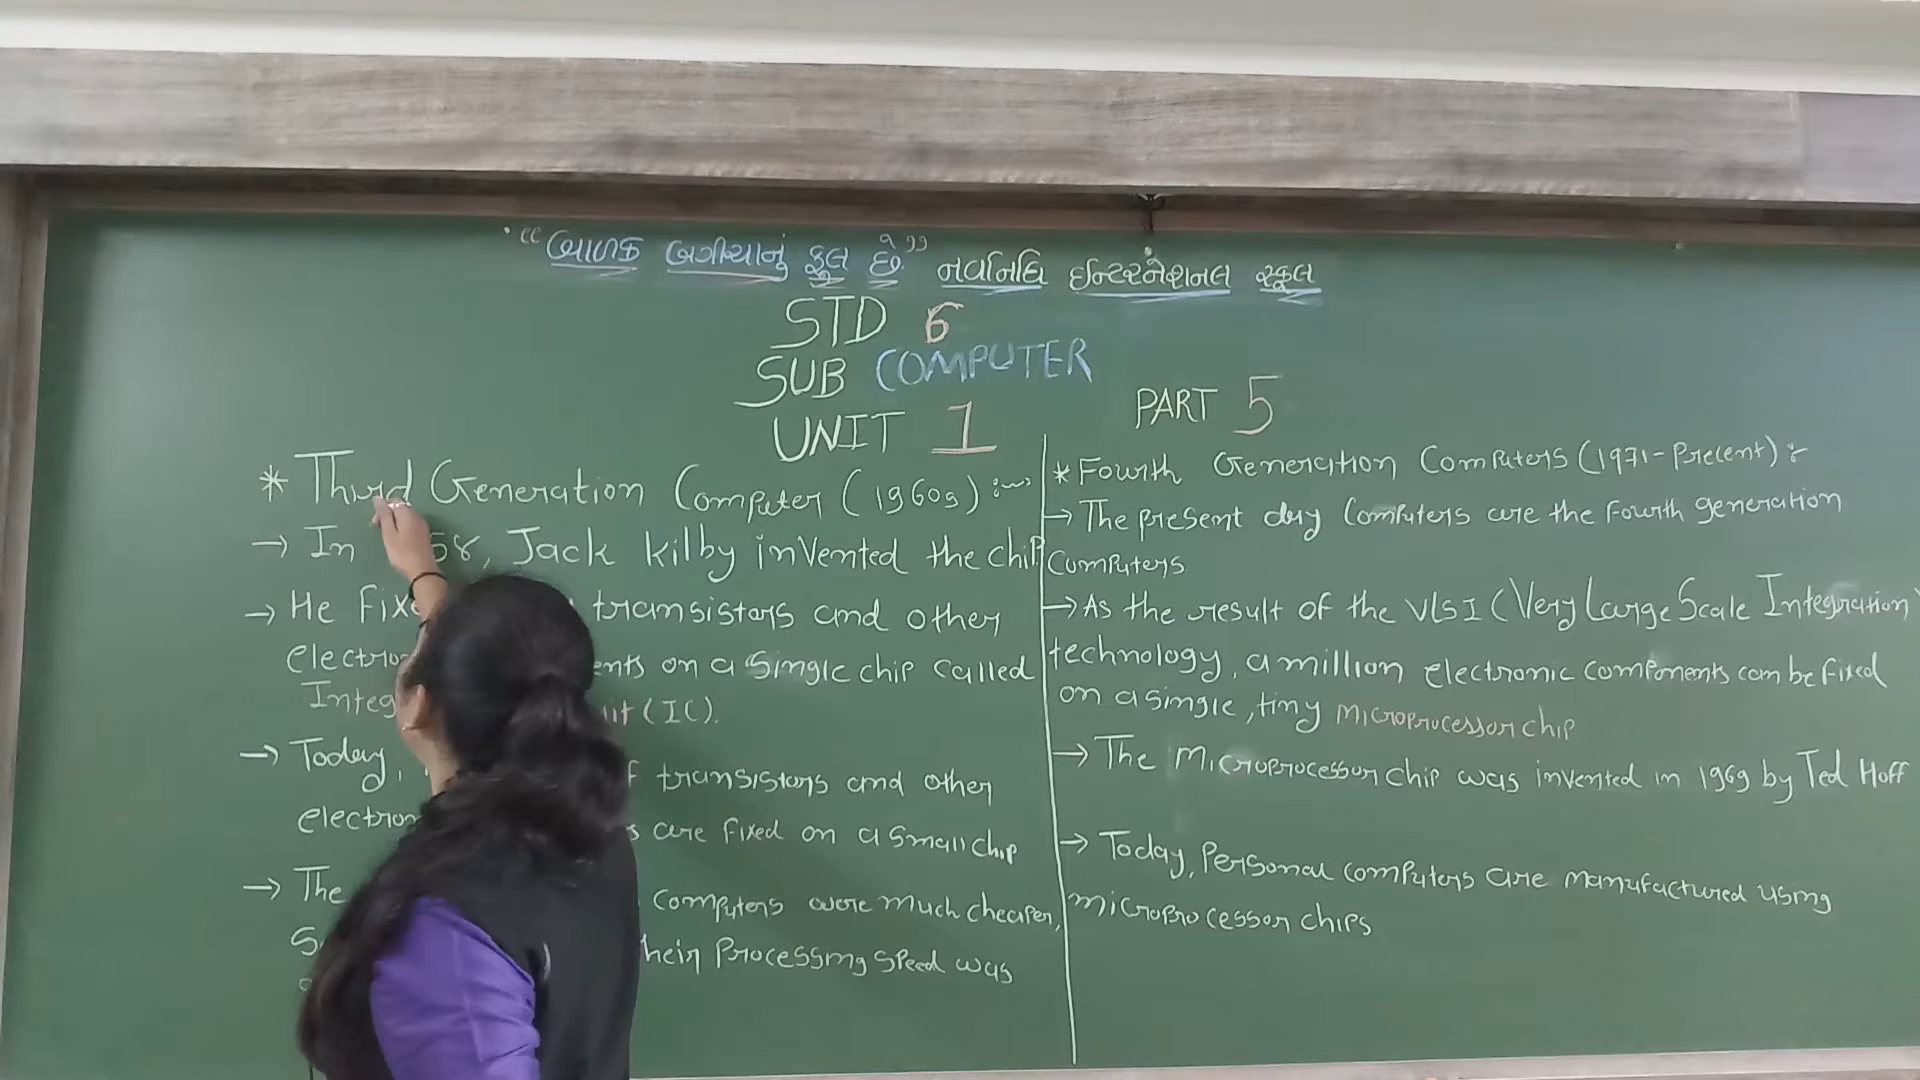 “બાળક બગીચાનું ફૂલ છે” નવનિધિ ઈન્ટરનેશનલ સ્કૂલ
STD 6
SUB COMPUTER
UNIT 1
PART 5
* Third Generation Computer (1960s) :-
→ In 58, Jack kilby invented the chip
→ He Fixe transistors and other
electro ents on a Single chip called
Integ uit (IC).
→ Today, f transistors and other
electron s are Fixed on a Small chip
→ The computers were much cheaper,
heir Processing speed was
* Fourth Generation Computers (1971-Precent) :-
→ The present day Computers are the Fourth generation
Computers
→ As the result of the VLSI (Very Large Scale Integration)
technology, a million electronic components can be fixed
on a single, tiny microprocessor chip
→ The Microprocessor chip was invented in 1969 by Ted Hoff
→ Today, Personal computers are manufactured using
microprocessor chips